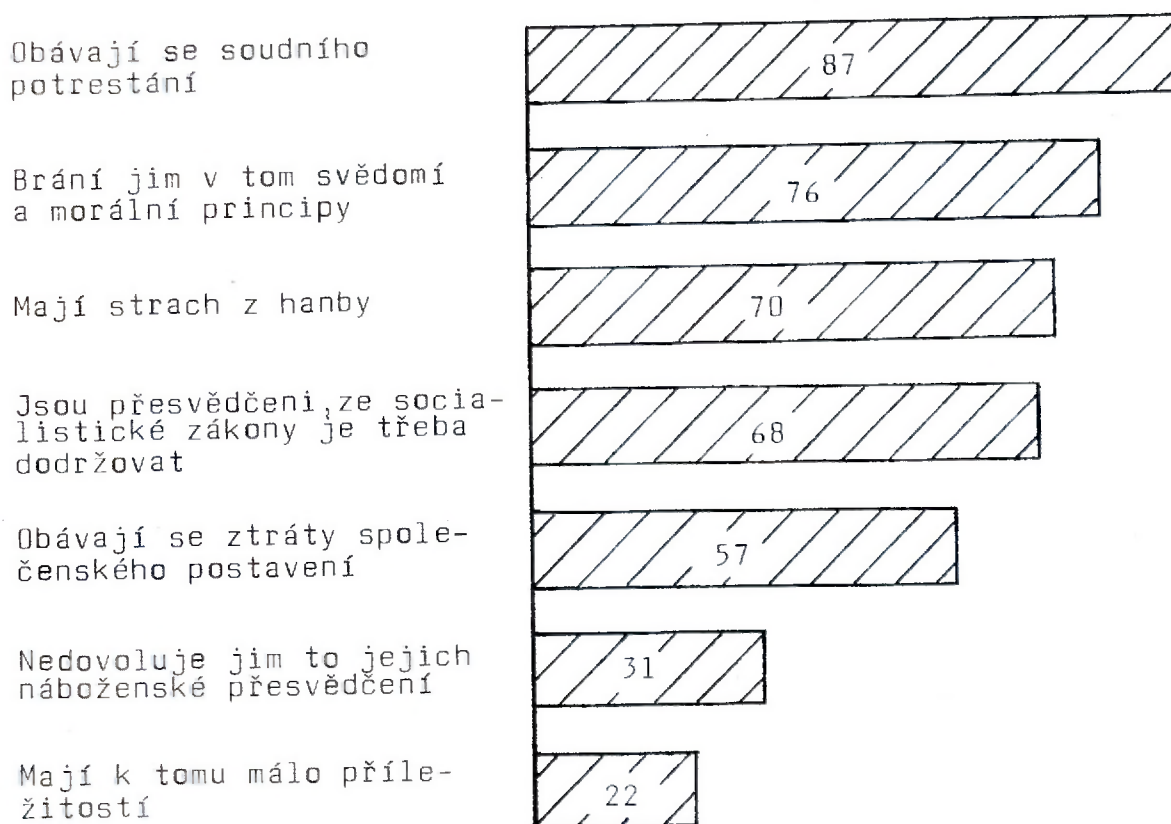 Obávají se soudního
potrestání
87
Brání jim v tom svědomí
a morální principy
76
Mají strach z hanby
70
Jsou přesvědčeni,ze socia-
listické zákony je třeba
dodržovat
68
Obávají se ztráty spole-
čenského postavení
57
Nedovoluje jim to jejich
náboženské přesvědčení
31
Mají k tomu málo příle-
žitostí
22